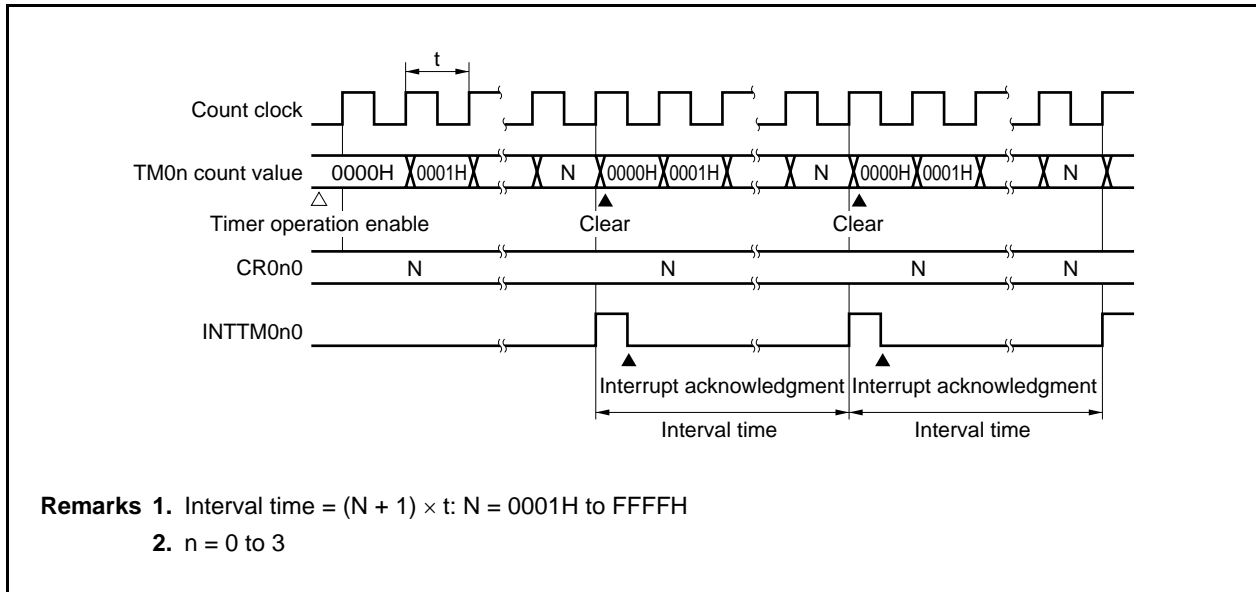 t
Count clock
TM0n count value 0000H 0001H N 0000H 0001H N 0000H 0001H N
Timer operation enable Clear Clear
CR0n0 N N N N
INTTM0n0
Interrupt acknowledgment Interrupt acknowledgment
Interval time Interval time
Remarks 1. Interval time = (N + 1) × t: N = 0001H to FFFFH
2. n = 0 to 3